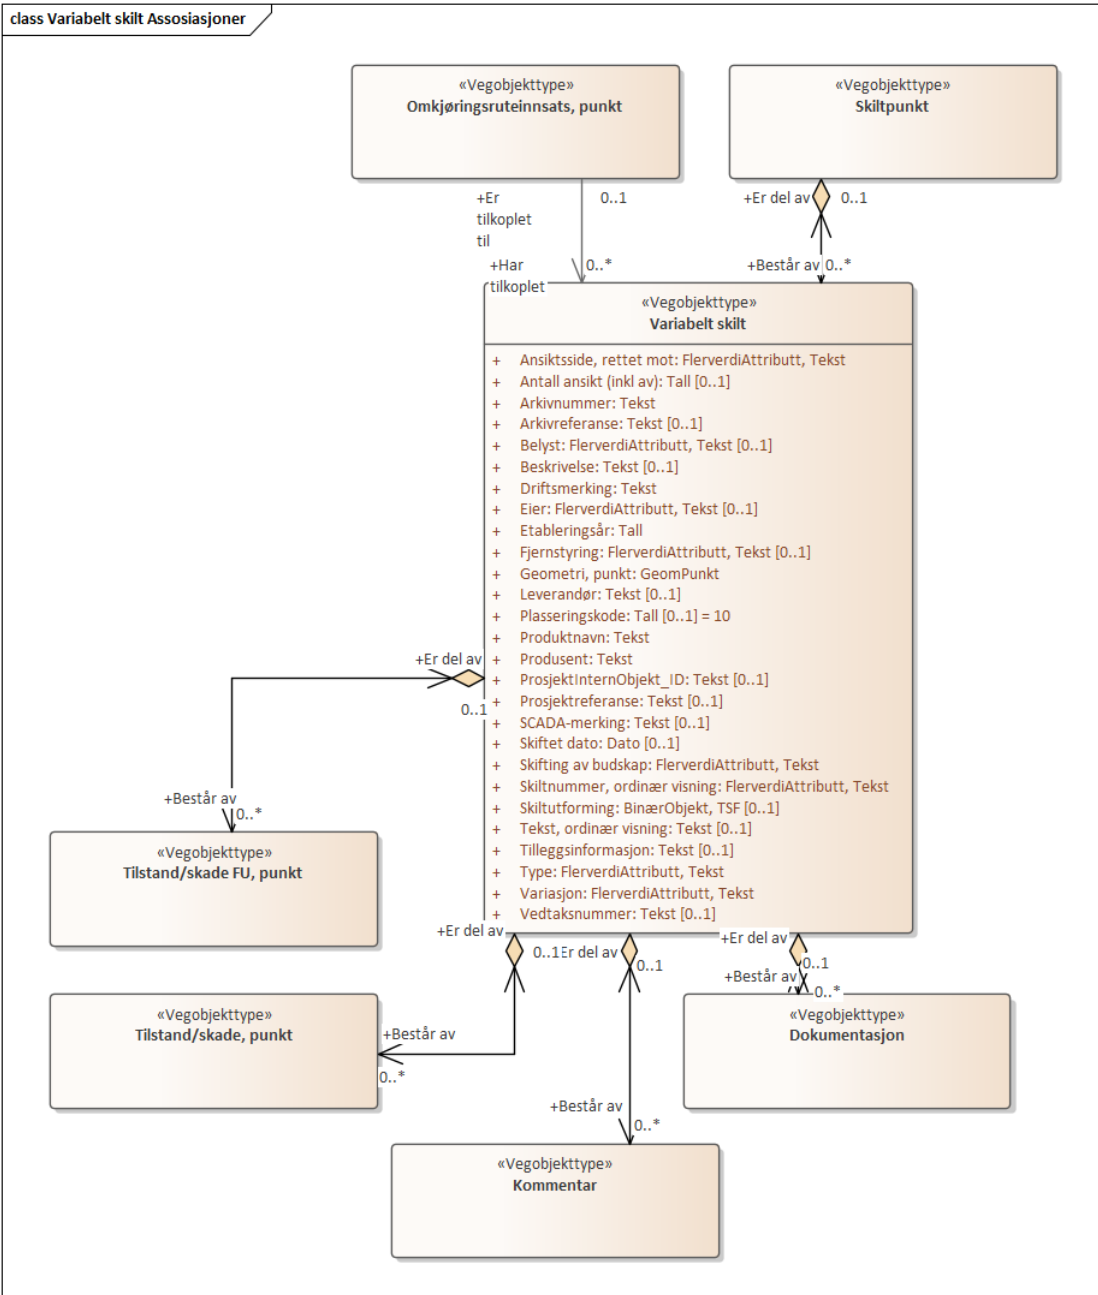 class Variabelt skilt Assosiasjoner
«Vegobjekttype»
Omkjøringsruteinnsats, punkt
«Vegobjekttype»
Skiltpunkt
+Er
tilkoplet
til
0..1
+Er del av
0..1
+Har
tilkoplet
0..*
+Består av
0..*
«Vegobjekttype»
Variabelt skilt
+ Ansiktsside, rettet mot: FlerverdiAttributt, Tekst
+ Antall ansikt (inkl av): Tall [0..1]
+ Arkivnummer: Tekst
+ Arkivreferanse: Tekst [0..1]
+ Belyst: FlerverdiAttributt, Tekst [0..1]
+ Beskrivelse: Tekst [0..1]
+ Driftsmerking: Tekst
+ Eier: FlerverdiAttributt, Tekst [0..1]
+ Etableringsår: Tall
+ Fjernstyring: FlerverdiAttributt, Tekst [0..1]
+ Geometri, punkt: GeomPunkt
+ Leverandør: Tekst [0..1]
+ Plasseringskode: Tall [0..1] = 10
+ Produktnavn: Tekst
+ Produsent: Tekst
+ ProsjektInternObjekt_ID: Tekst [0..1]
+ Prosjektreferanse: Tekst [0..1]
+ SCADA-merking: Tekst [0..1]
+ Skiftet dato: Dato [0..1]
+ Skifting av budskap: FlerverdiAttributt, Tekst
+ Skiltnummer, ordinær visning: FlerverdiAttributt, Tekst
+ Skiltutforming: BinærObjekt, TSF [0..1]
+ Tekst, ordinær visning: Tekst [0..1]
+ Tilleggsinformasjon: Tekst [0..1]
+ Type: FlerverdiAttributt, Tekst
+ Variasjon: FlerverdiAttributt, Tekst
+ Vedtaksnummer: Tekst [0..1]
+Er del av
0..1
+Består av
0..*
«Vegobjekttype»
Tilstand/skade FU, punkt
+Er del av
0..1
Er del av
0..1
+Er del av
0..1
+Består av
0..*
«Vegobjekttype»
Tilstand/skade, punkt
+Består av
0..*
«Vegobjekttype»
Dokumentasjon
+Består av
0..*
«Vegobjekttype»
Kommentar